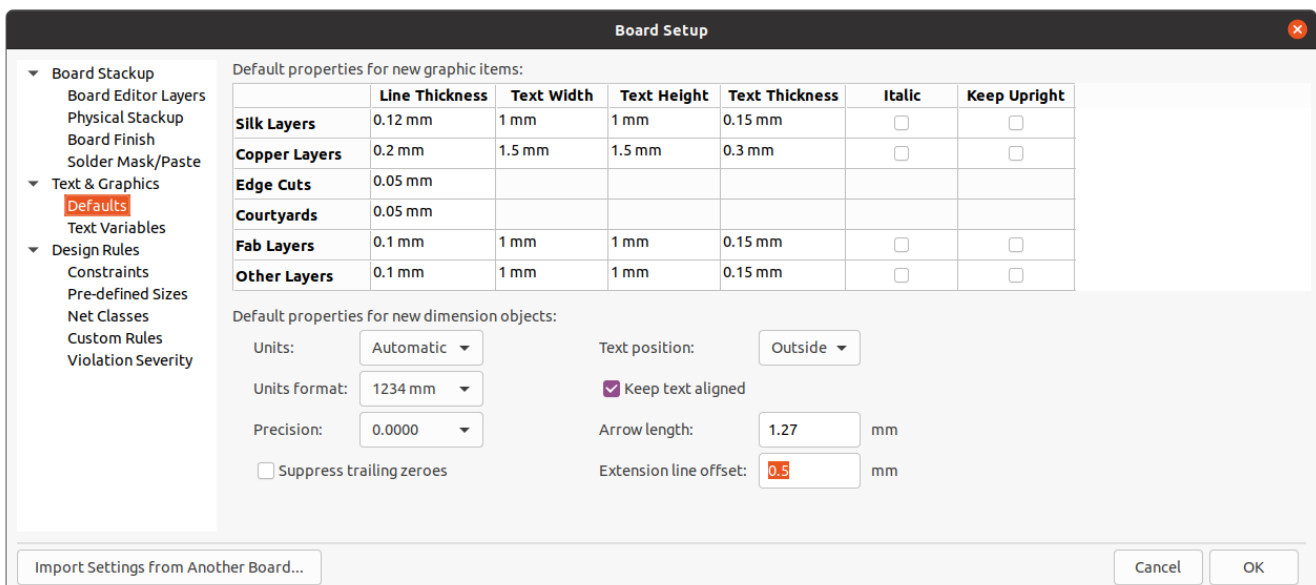 Board Setup
Board Stackup
Board Editor Layers
Physical Stackup
Board Finish
Solder Mask/Paste
Text & Graphics
Defaults
Text Variables
Design Rules
Constraints
Pre-defined Sizes
Net Classes
Custom Rules
Violation Severity
Default properties for new graphic items:
Line Thickness Text Width Text Height Text Thickness Italic Keep Upright
Silk Layers 0.12 mm 1 mm 1 mm 0.15 mm
Copper Layers 0.2 mm 1.5 mm 1.5 mm 0.3 mm
Edge Cuts 0.05 mm
Courtyards 0.05 mm
Fab Layers 0.1 mm 1 mm 1 mm 0.15 mm
Other Layers 0.1 mm 1 mm 1 mm 0.15 mm
Default properties for new dimension objects:
Units: Automatic Text position: Outside
Units format: 1234 mm Keep text aligned
Precision: 0.0000 Arrow length: 1.27 mm
Suppress trailing zeroes Extension line offset: 0.5 mm
Import Settings from Another Board... Cancel OK